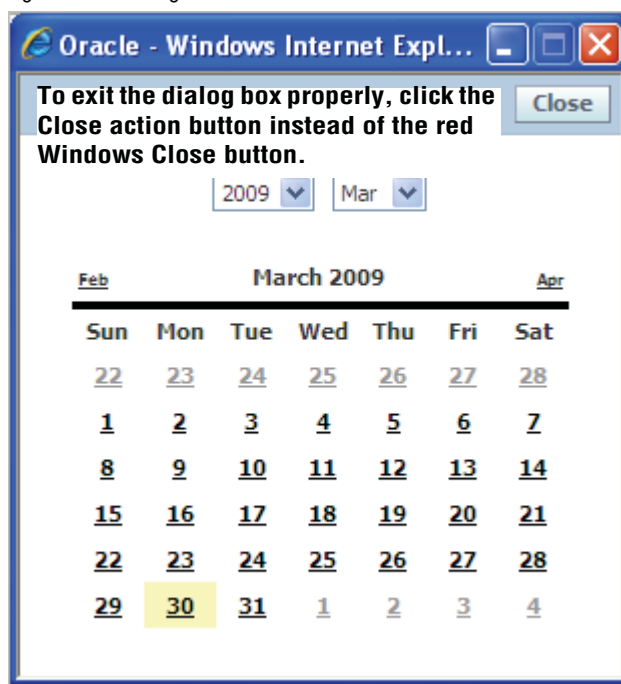 Oracle - Windows Internet Expl...
To exit the dialog box properly, click the
Close action button instead of the red
Windows Close button.
Close
2009 Mar
Feb March 2009 Apr
Sun Mon Tue Wed Thu Fri Sat
22 23 24 25 26 27 28
1 2 3 4 5 6 7
8 9 10 11 12 13 14
15 16 17 18 19 20 21
22 23 24 25 26 27 28
29 30 31 1 2 3 4